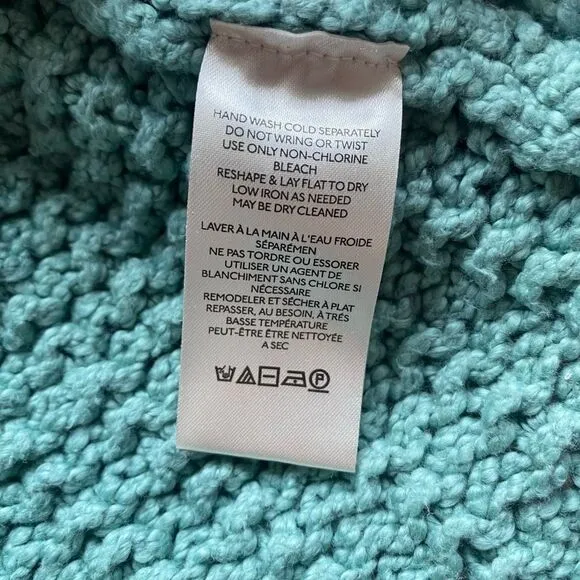 HAND WASH COLD SEPARATELY
DO NOT WRING OR TWIST
USE ONLY NON-CHLORINE
BLEACH
RESHAPE & LAY FLAT TO DRY
LOW IRON AS NEEDED
MAY BE DRY CLEANED
LAVER À LA MAIN À L'EAU FROIDE
SÉPARÉMEN
NE PAS TORDRE OU ESSORER
UTILISER UN AGENT DE
BLANCHIMENT SANS CHLORE SI
NÉCESSAIRE
REMODELER ET SÉCHER À PLAT
REPASSER, AU BESOIN, À TRÉS
BASSE TEMPÉRATURE
PEUT-ÊTRE ÊTRE NETTOYÉE
A SEC
P